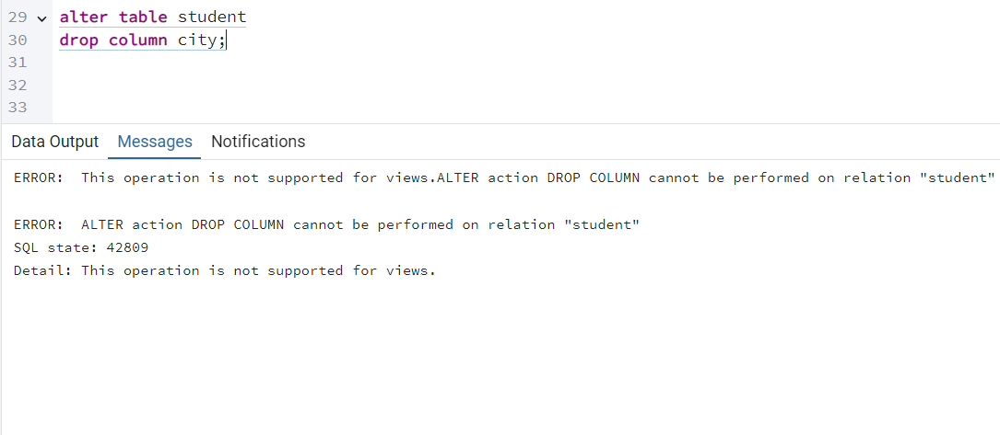 29 alter table student
30 drop column city;
31
32
33
Data Output Messages Notifications
ERROR:  This operation is not supported for views.ALTER action DROP COLUMN cannot be performed on relation "student"
ERROR:  ALTER action DROP COLUMN cannot be performed on relation "student"
SQL state: 42809
Detail: This operation is not supported for views.